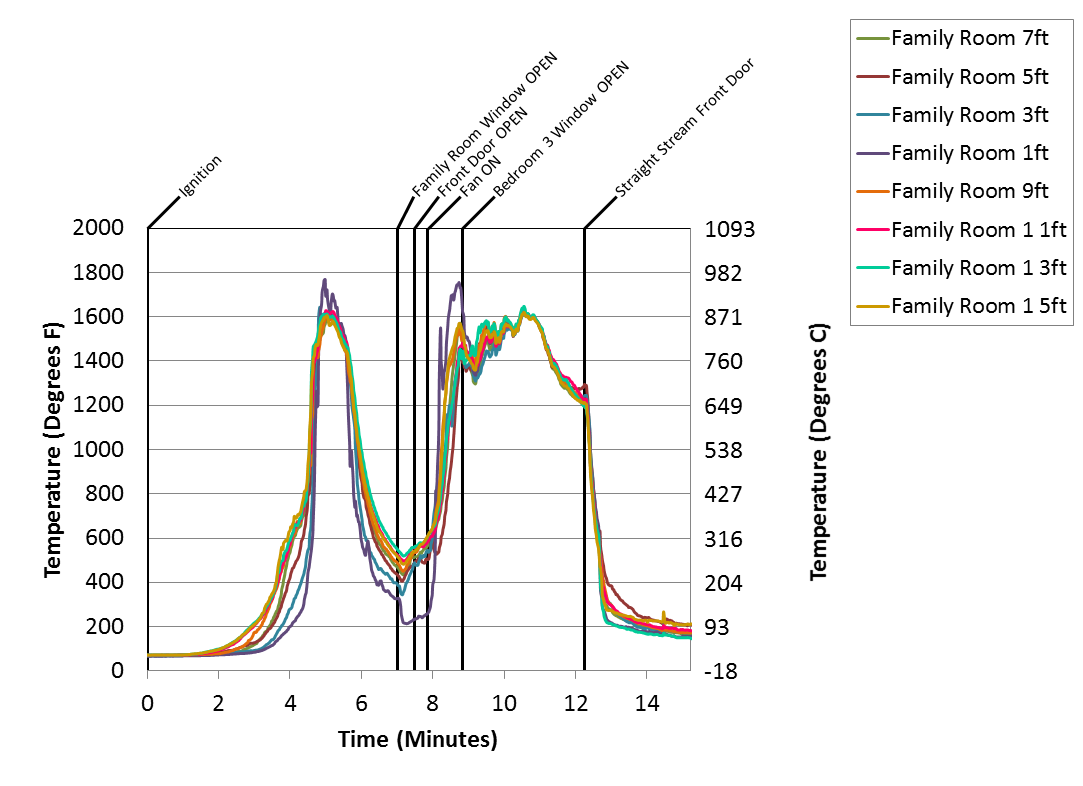 Ignition
Family Room Window OPEN
Front Door OPEN
Fan ON
Bedroom 3 Window OPEN
Straight Stream Front Door
Family Room 7ft
Family Room 5ft
Family Room 3ft
Family Room 1ft
Family Room 9ft
Family Room 1 1ft
Family Room 1 3ft
Family Room 1 5ft
Temperature (Degrees F)
2000
1800
1600
1400
1200
1000
800
600
400
200
0
1093
982
871
760
649
538
427
316
204
93
-18
Temperature (Degrees C)
0 2 4 6 8 10 12 14
Time (Minutes)